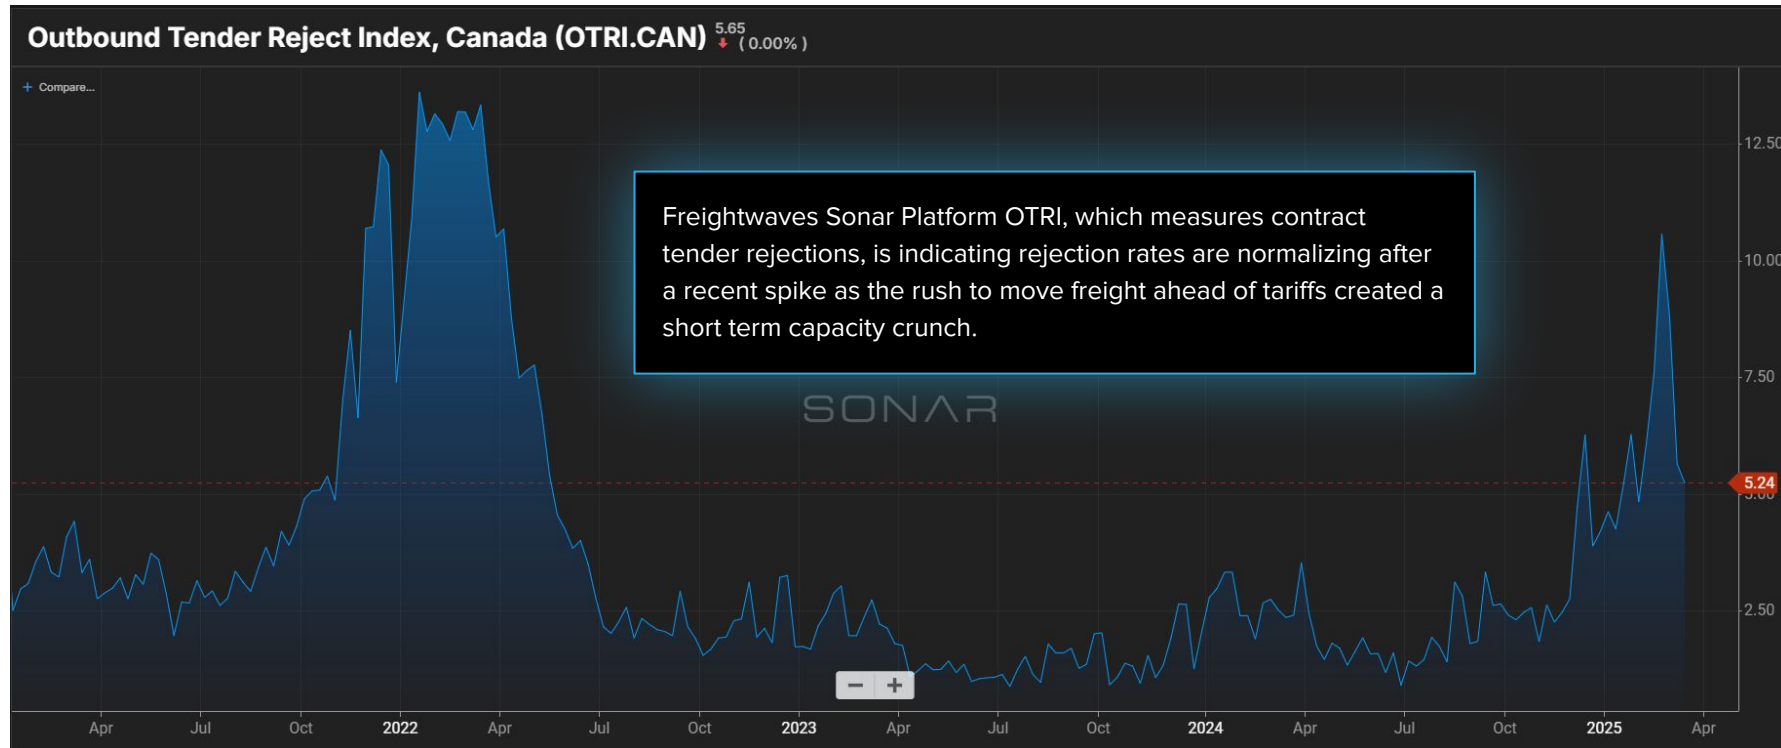 Outbound Tender Reject Index, Canada (OTRI.CAN) 5.65 (0.00%)
+ Compare...
Freightwaves Sonar Platform OTRI, which measures contract
tender rejections, is indicating rejection rates are normalizing after
a recent spike as the rush to move freight ahead of tariffs created a
short term capacity crunch.
SONAR
12.50
10.00
7.50
5.24
5.00
2.50
− +
Apr Jul Oct 2022 Apr Jul Oct 2023 Apr Jul Oct 2024 Apr Jul Oct 2025 Apr